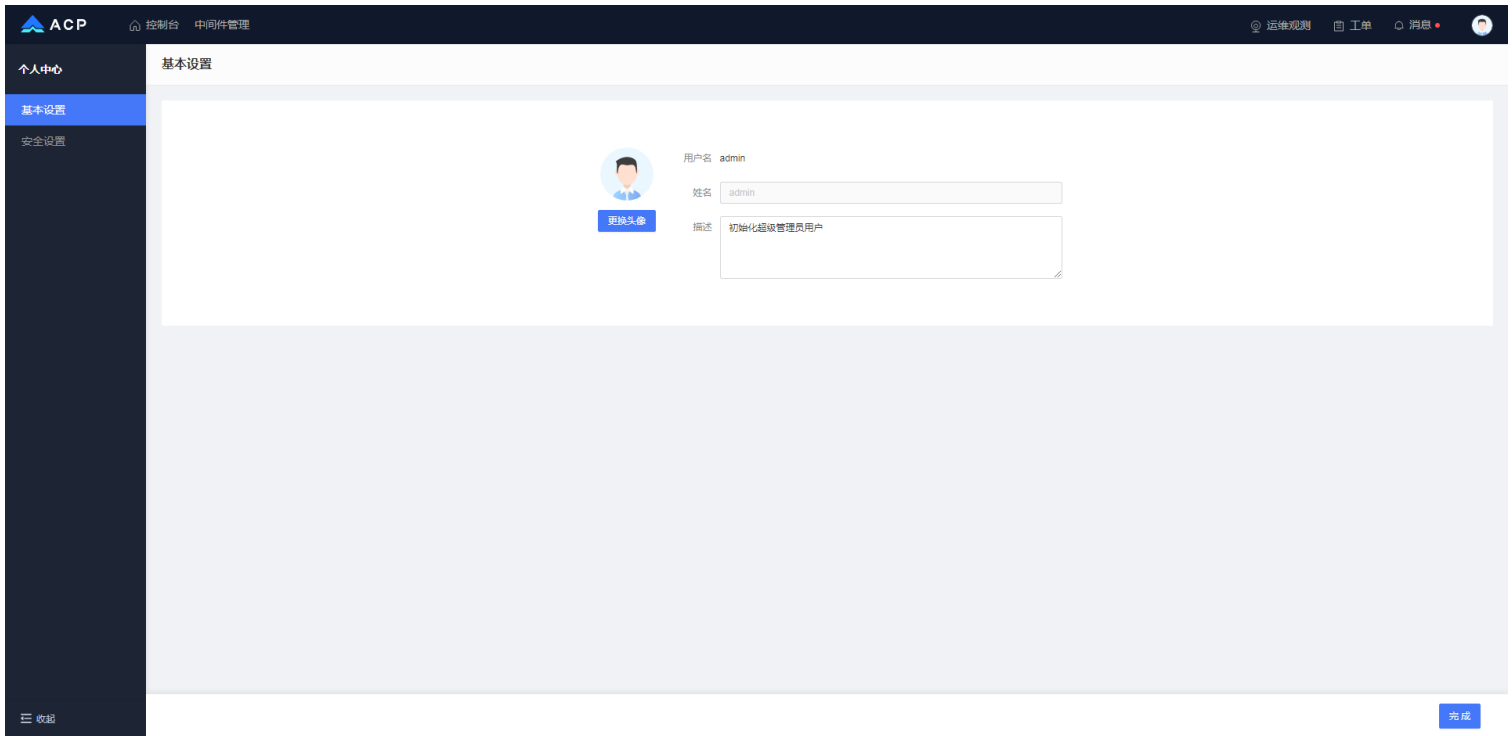 ACP 控制台 中间件管理 运维观测 工单 消息
个人中心
基本设置
基本设置
安全设置
用户名 admin
姓名 admin
更换头像
描述 初始化超级管理员用户
收起
完成